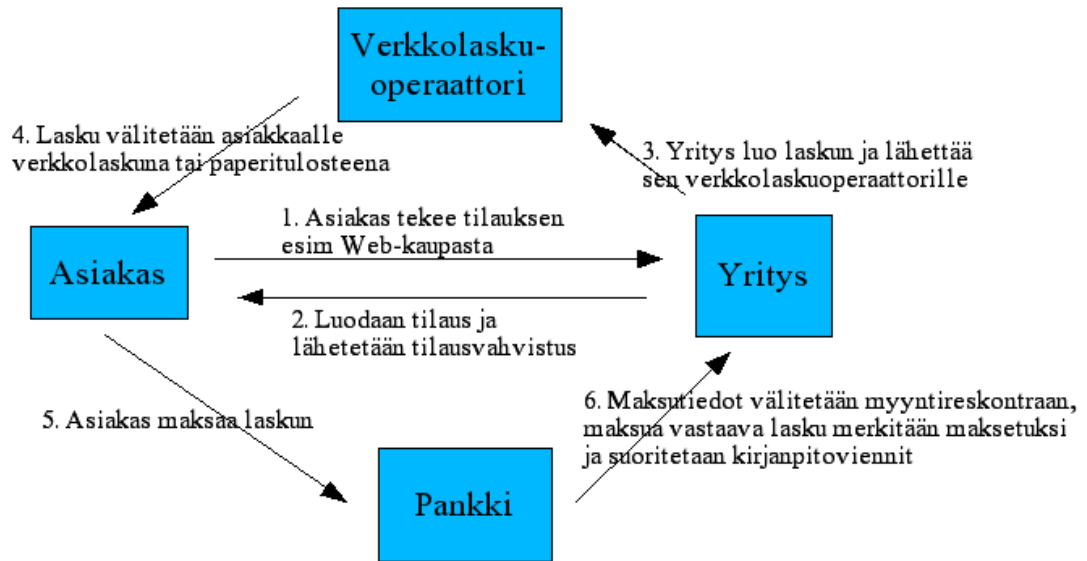 Verkkolasku-
operaattori
4. Lasku välitetään asiakkaalle
verkkolaskuna tai paperitulosteena
3. Yritys luo laskun ja lähettää
sen verkkolaskuoperaattorille
1. Asiakas tekee tilauksen
esim Web-kaupasta
Asiakas
Yritys
2. Luodaan tilaus ja
lähetetään tilausvahvistus
5. Asiakas maksaa laskun
6. Maksutiedot välitetään myyntireskontraan,
maksua vastaava lasku merkitään maksetuksi
ja suoritetaan kirjanpitoviennit
Pankki